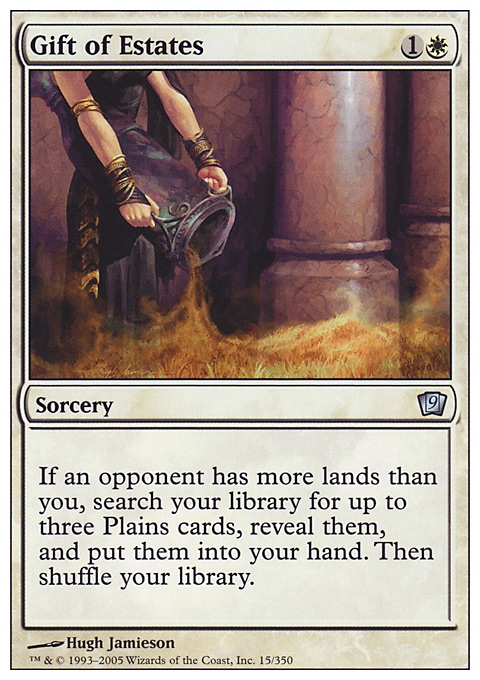 Gift of Estates 1
Sorcery 9
If an opponent has more lands than
you, search your library for up to
three Plains cards, reveal them,
and put them into your hand. Then
shuffle your library.
Hugh Jamieson
™ & © 1993–2005 Wizards of the Coast, Inc. 15/350